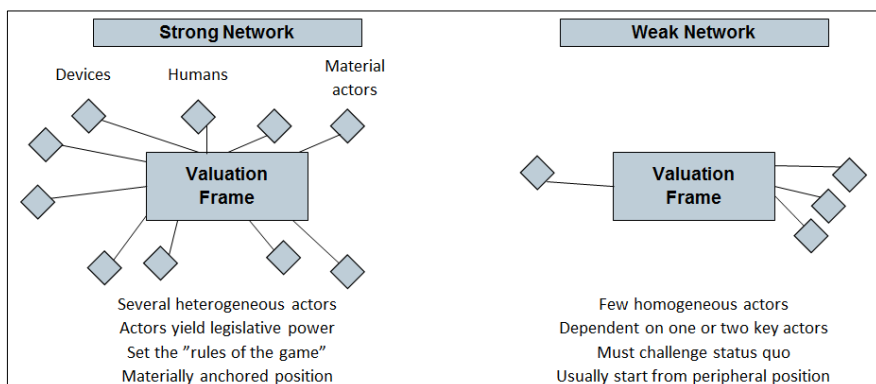 Strong Network
Weak Network
Devices
Humans
Material
actors
Valuation
Frame
Valuation
Frame
Several heterogeneous actors
Actors yield legislative power
Set the ”rules of the game”
Materially anchored position
Few homogeneous actors
Dependent on one or two key actors
Must challenge status quo
Usually start from peripheral position